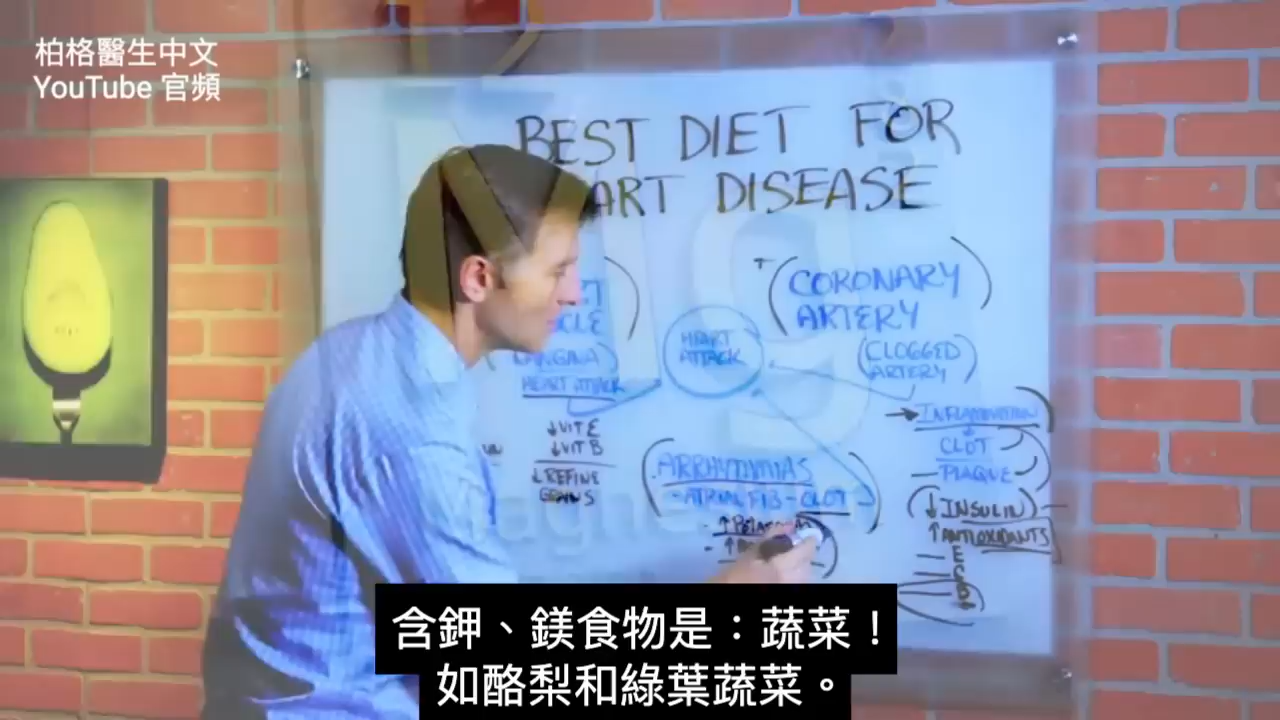 柏格醫生中文
YouTube 官頻
BEST DIET FOR
ART DISEASE
(CORONARY
ARTERY)
HEART
ATTACK
(CLOGGED
ARTERY)
(ANGINA)
HEART ATTACK
→ INFLAMMATION
CLOT
PLAQUE
↓VIT E
↓VIT B
↓REFINE
GRAINS
ARRHYTHMIAS
-ATRIAL FIB-CLOT
(↓ INSULIN)
↑ANTIOXIDANTS
E
Mg
含鉀、鎂食物是：蔬菜！
如酪梨和綠葉蔬菜。